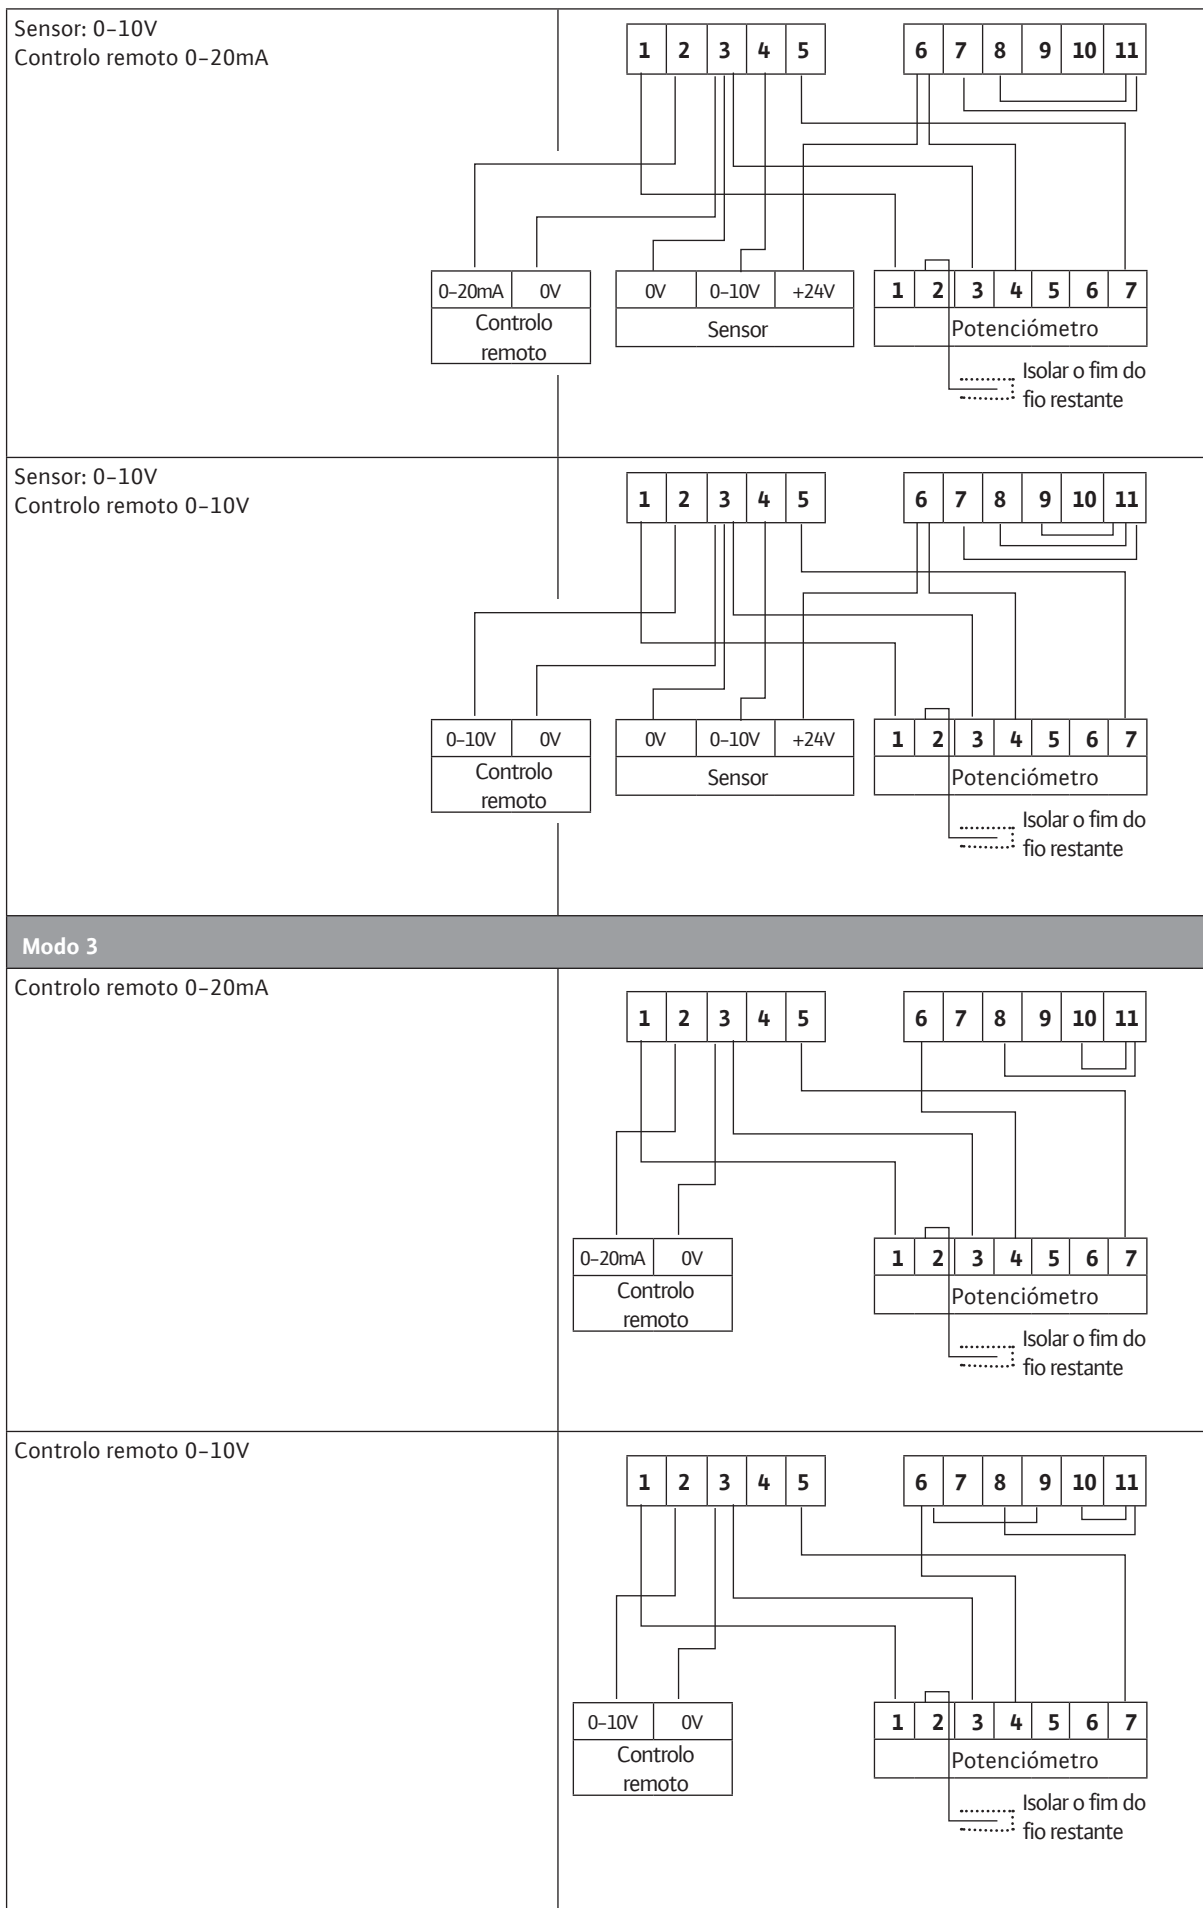 Sensor: 0–10V
Controlo remoto 0–20mA
1 2 3 4 5 6 7 8 9 10 11
0–20mA 0V 0V 0–10V +24V 1 2 3 4 5 6 7
Controlo
remoto
Sensor
Potenciómetro
Isolar o fim do
fio restante
Sensor: 0–10V
Controlo remoto 0–10V
1 2 3 4 5 6 7 8 9 10 11
0–10V 0V 0V 0–10V +24V 1 2 3 4 5 6 7
Controlo
remoto
Sensor
Potenciómetro
Isolar o fim do
fio restante
Modo 3
Controlo remoto 0–20mA
1 2 3 4 5 6 7 8 9 10 11
0–20mA 0V 1 2 3 4 5 6 7
Controlo
remoto
Potenciómetro
Isolar o fim do
fio restante
Controlo remoto 0–10V
1 2 3 4 5 6 7 8 9 10 11
0–10V 0V 1 2 3 4 5 6 7
Controlo
remoto
Potenciómetro
Isolar o fim do
fio restante